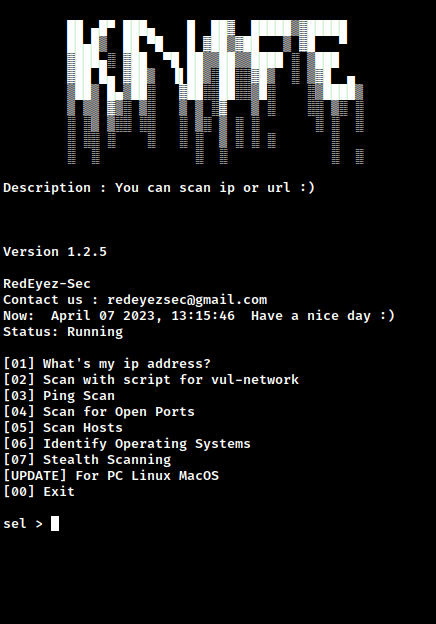 Description : You can scan ip or url :)
Version 1.2.5
RedEyez-Sec
Contact us : redeyezsec@gmail.com
Now:  April 07 2023, 13:15:46  Have a nice day :)
Status: Running
[01] What's my ip address?
[02] Scan with script for vul-network
[03] Ping Scan
[04] Scan for Open Ports
[05] Scan Hosts
[06] Identify Operating Systems
[07] Stealth Scanning
[UPDATE] For PC Linux MacOS
[00] Exit
sel >